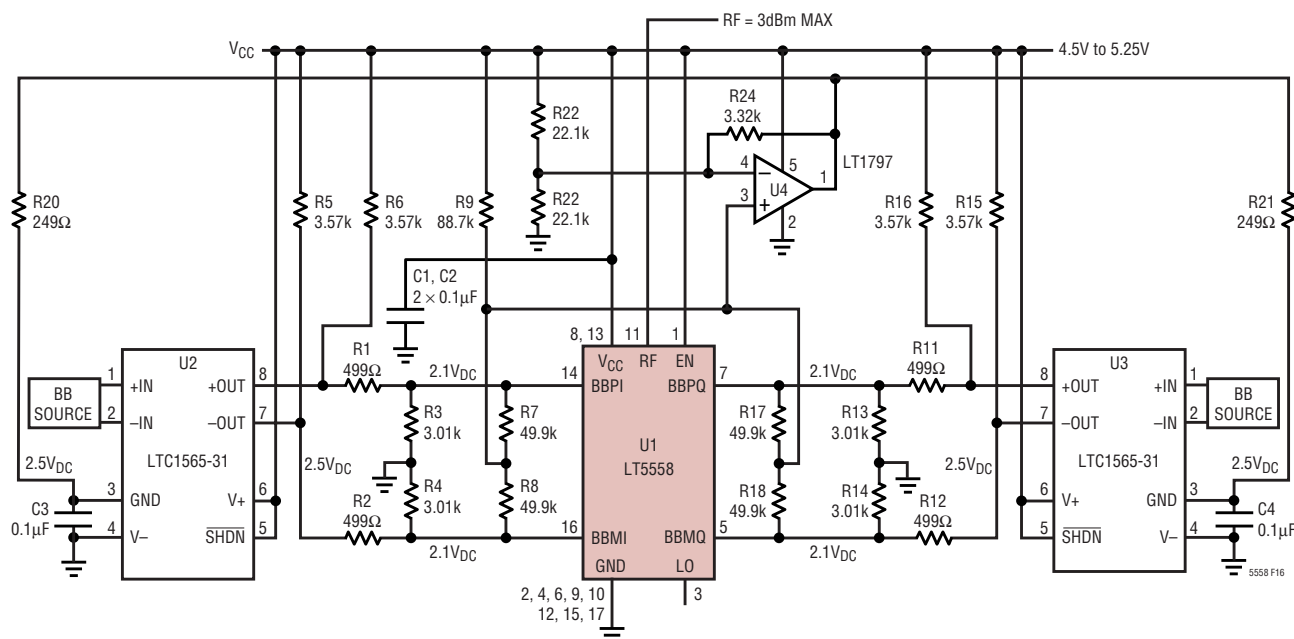 RF = 3dBm MAX
VCC
4.5V to 5.25V
R24
3.32k
R22
22.1k
LT1797
4
5
−
1
U4
3
+
2
R20
249Ω
R5
3.57k
R6
3.57k
R9
88.7k
R22
22.1k
R16
3.57k
R15
3.57k
R21
249Ω
C1, C2
2 × 0.1µF
8, 13
11
1
U2
R1
499Ω
2.1VDC
VCC
RF
EN
2.1VDC
R11
499Ω
U3
1
+IN
+OUT
8
14
BBPI
BBPQ
7
8
+OUT
+IN
1
BB
SOURCE
2
−IN
−OUT
7
R3
3.01k
R7
49.9k
R17
49.9k
R13
3.01k
7
−OUT
−IN
2
BB
SOURCE
U1
LT5558
LTC1565-31
2.5VDC
2.5VDC
2.5VDC
LTC1565-31
2.5VDC
3
GND
V+
6
R4
3.01k
R8
49.9k
R18
49.9k
R14
3.01k
6
V+
GND
3
C3
0.1µF
4
V−
SHDN
5
R2
499Ω
2.1VDC
16
BBMI
BBMQ
5
2.1VDC
R12
499Ω
5
SHDN
V−
4
C4
0.1µF
GND
LO
2, 4, 6, 9, 10
12, 15, 17
3
5558 F16